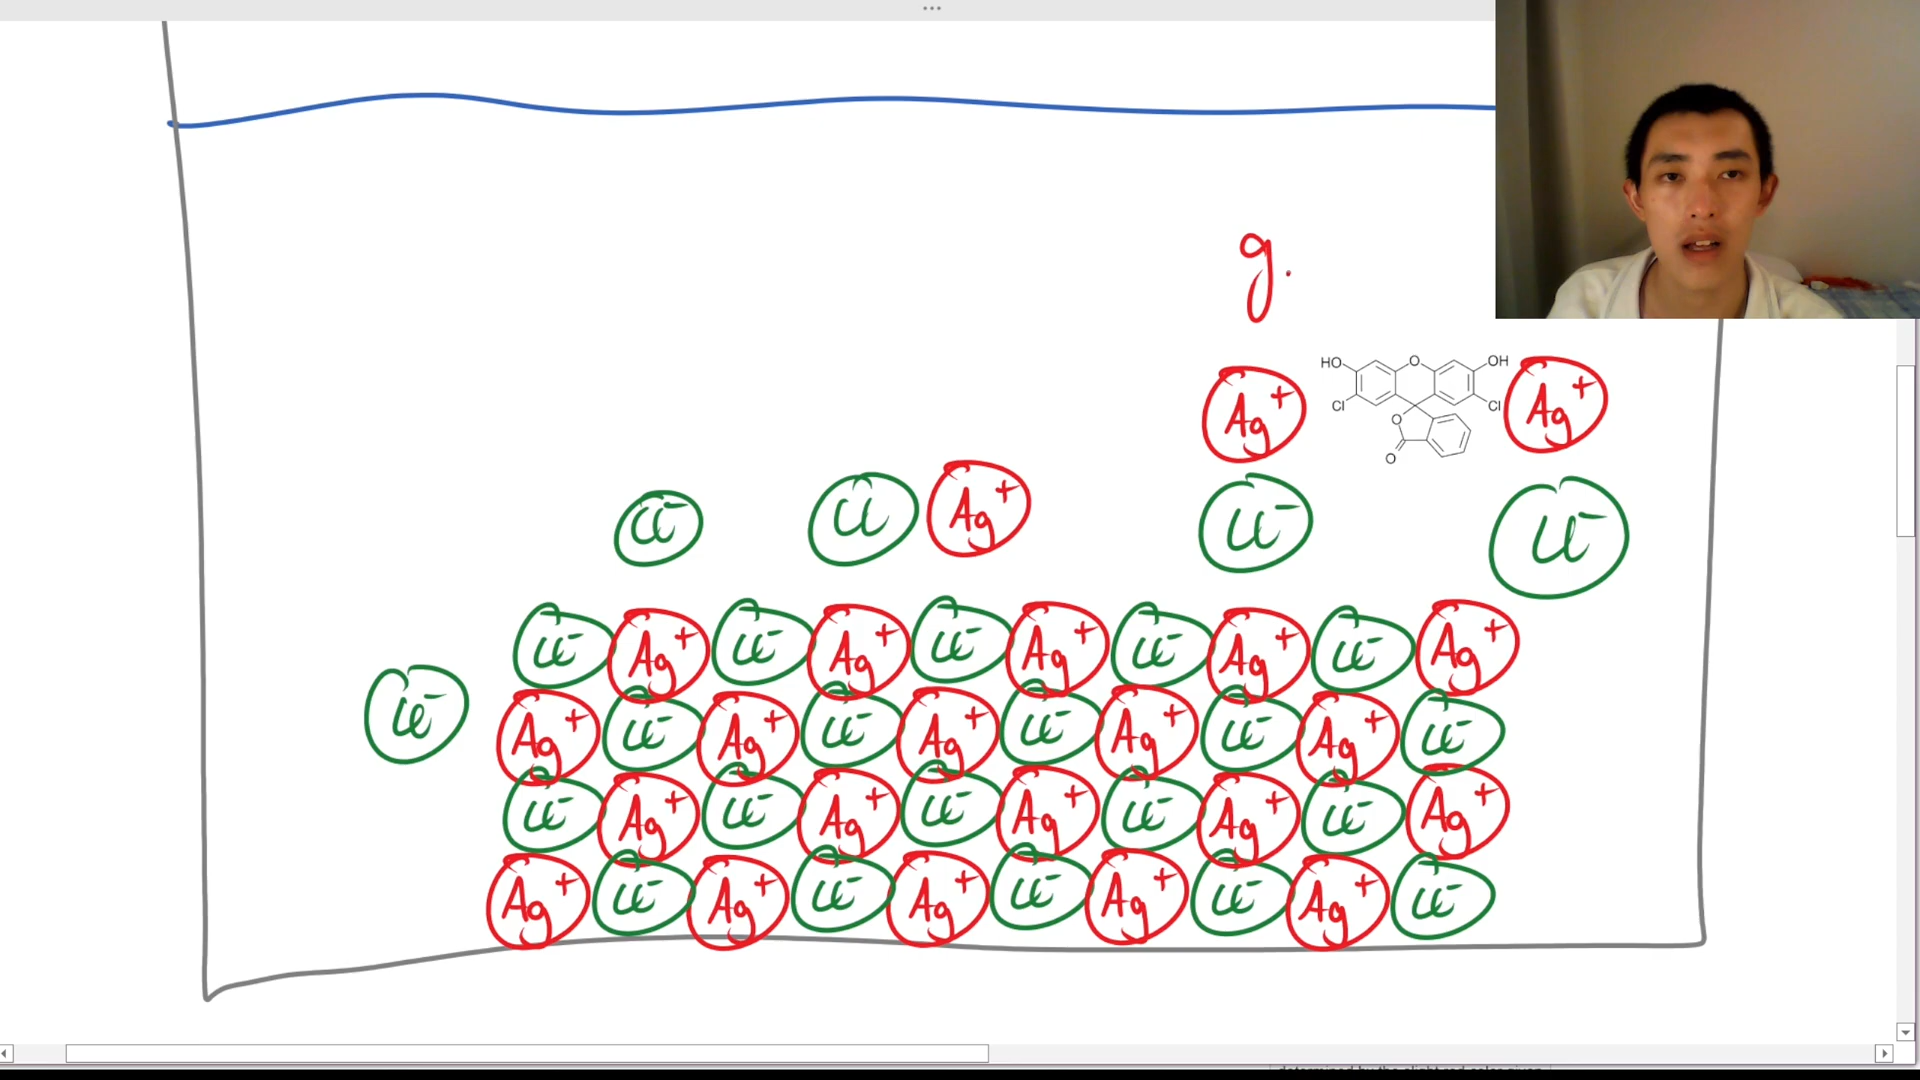 g.
HO O OH
Ag+ Cl Cl Ag+
O
O
Cl- Cl Ag+ Cl- Cl-
Cl- Ag+ Cl- Ag+ Cl- Ag+ Cl- Ag+ Cl- Ag+
Cl-
Ag+ Cl- Ag+ Cl- Ag+ Cl- Ag+ Cl- Ag+ Cl-
Cl- Ag+ Cl- Ag+ Cl- Ag+ Cl- Ag+ Cl- Ag+
Ag+ Cl- Ag+ Cl- Ag+ Cl- Ag+ Cl- Ag+ Cl-